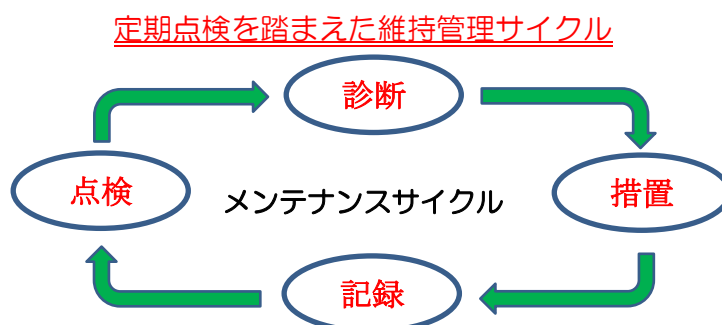 定期点検を踏まえた維持管理サイクル
診断
点検
メンテナンスサイクル
措置
記録